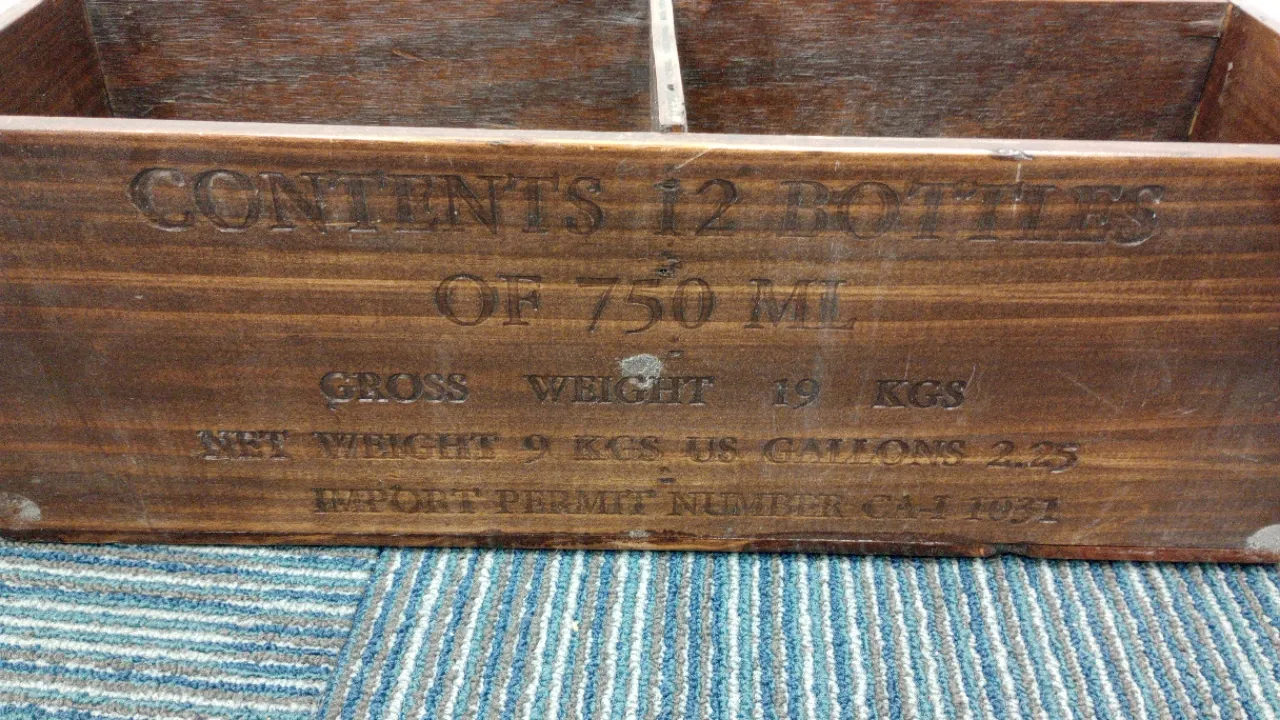 CONTENTS 12 BOTTLES
OF 750 ML
GROSS WEIGHT 19 KGS
NET WEIGHT 9 KGS US GALLONS 2.25
IMPORT PERMIT NUMBER CA-I 1031